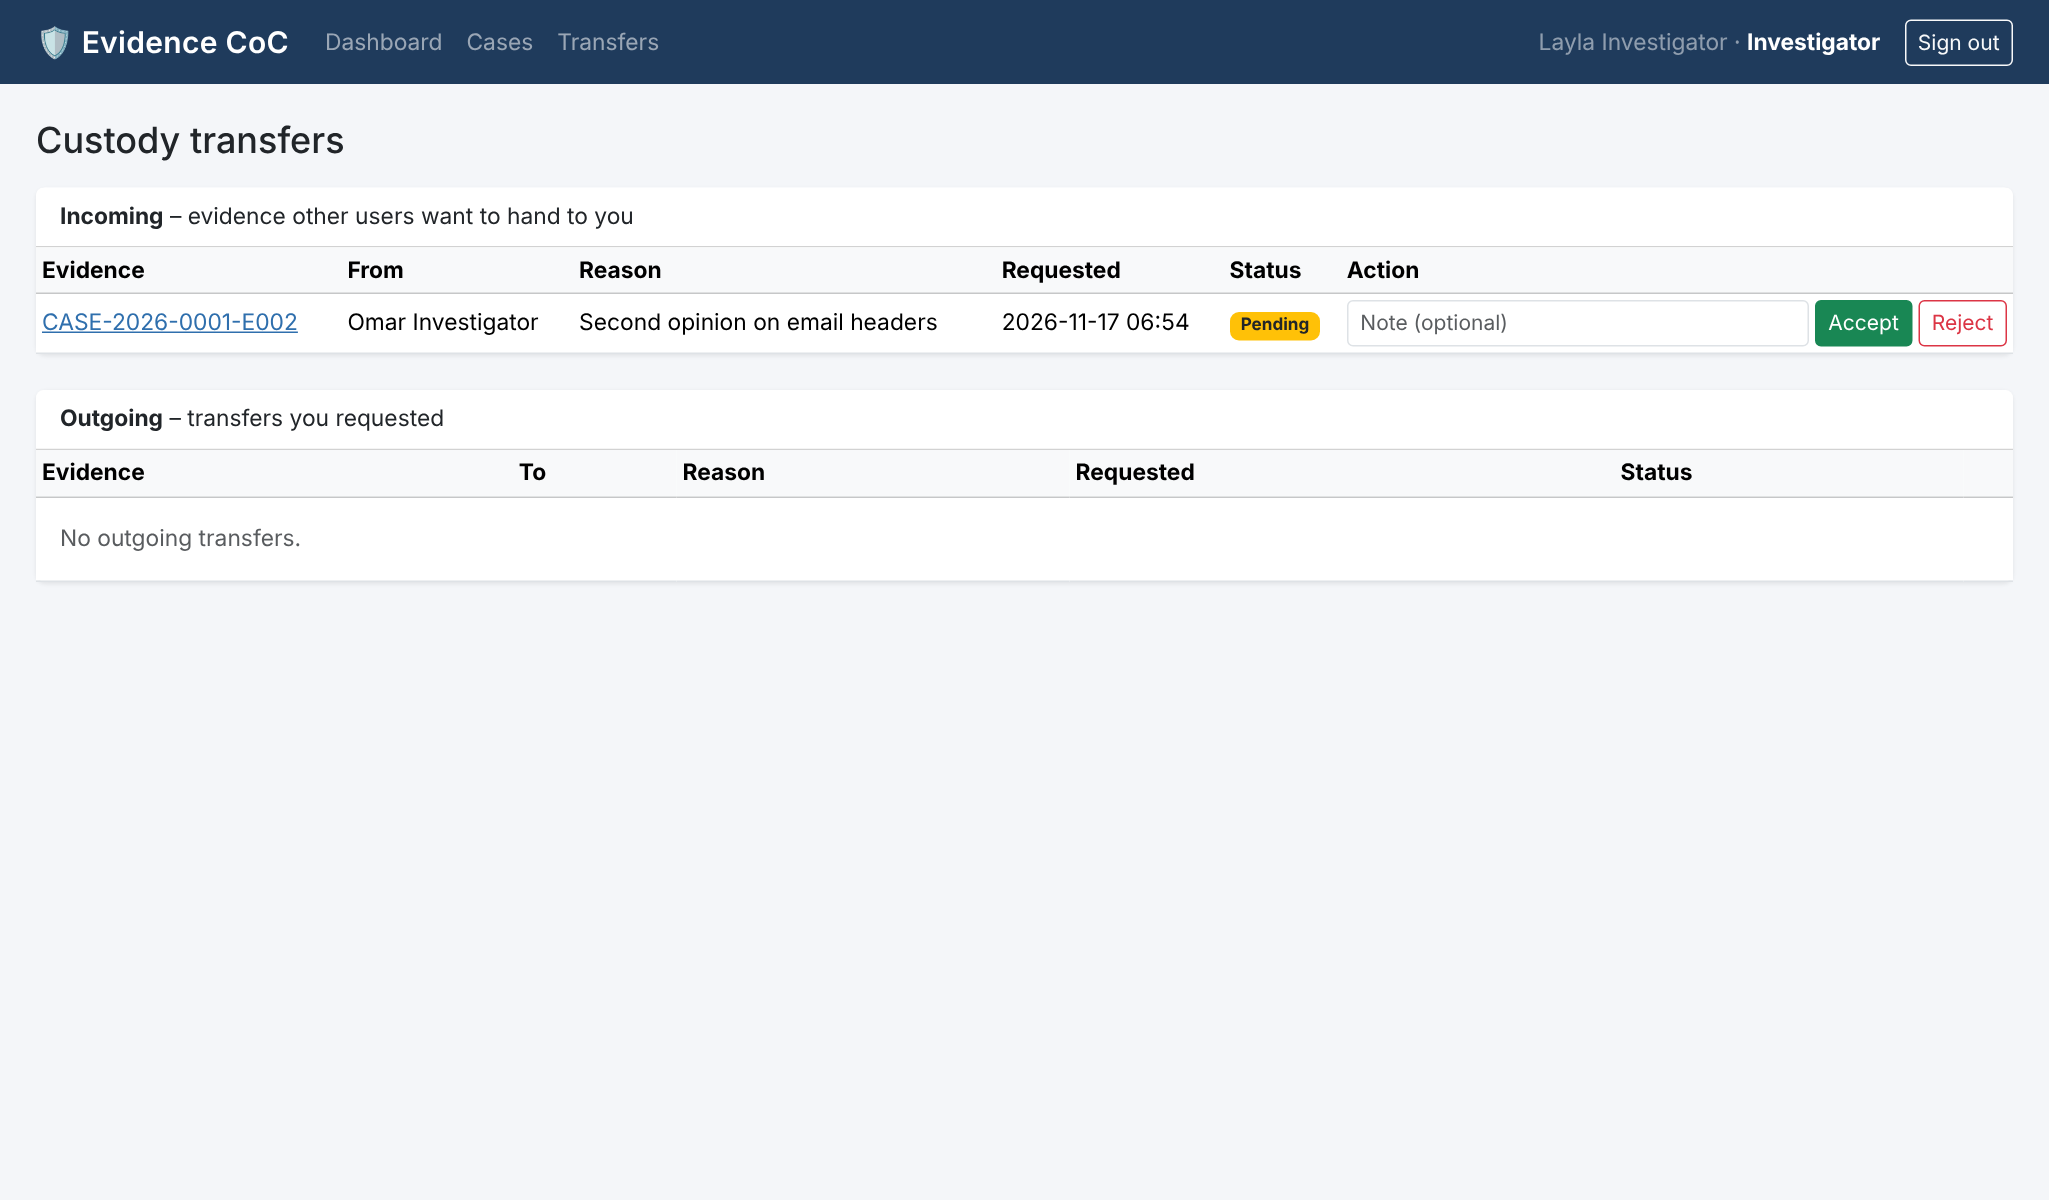 Evidence CoC Dashboard Cases Transfers Layla Investigator · Investigator Sign out
Custody transfers
Incoming – evidence other users want to hand to you
Evidence From Reason Requested Status Action
CASE-2026-0001-E002 Omar Investigator Second opinion on email headers 2026-11-17 06:54 Pending Note (optional) Accept Reject
Outgoing – transfers you requested
Evidence To Reason Requested Status
No outgoing transfers.